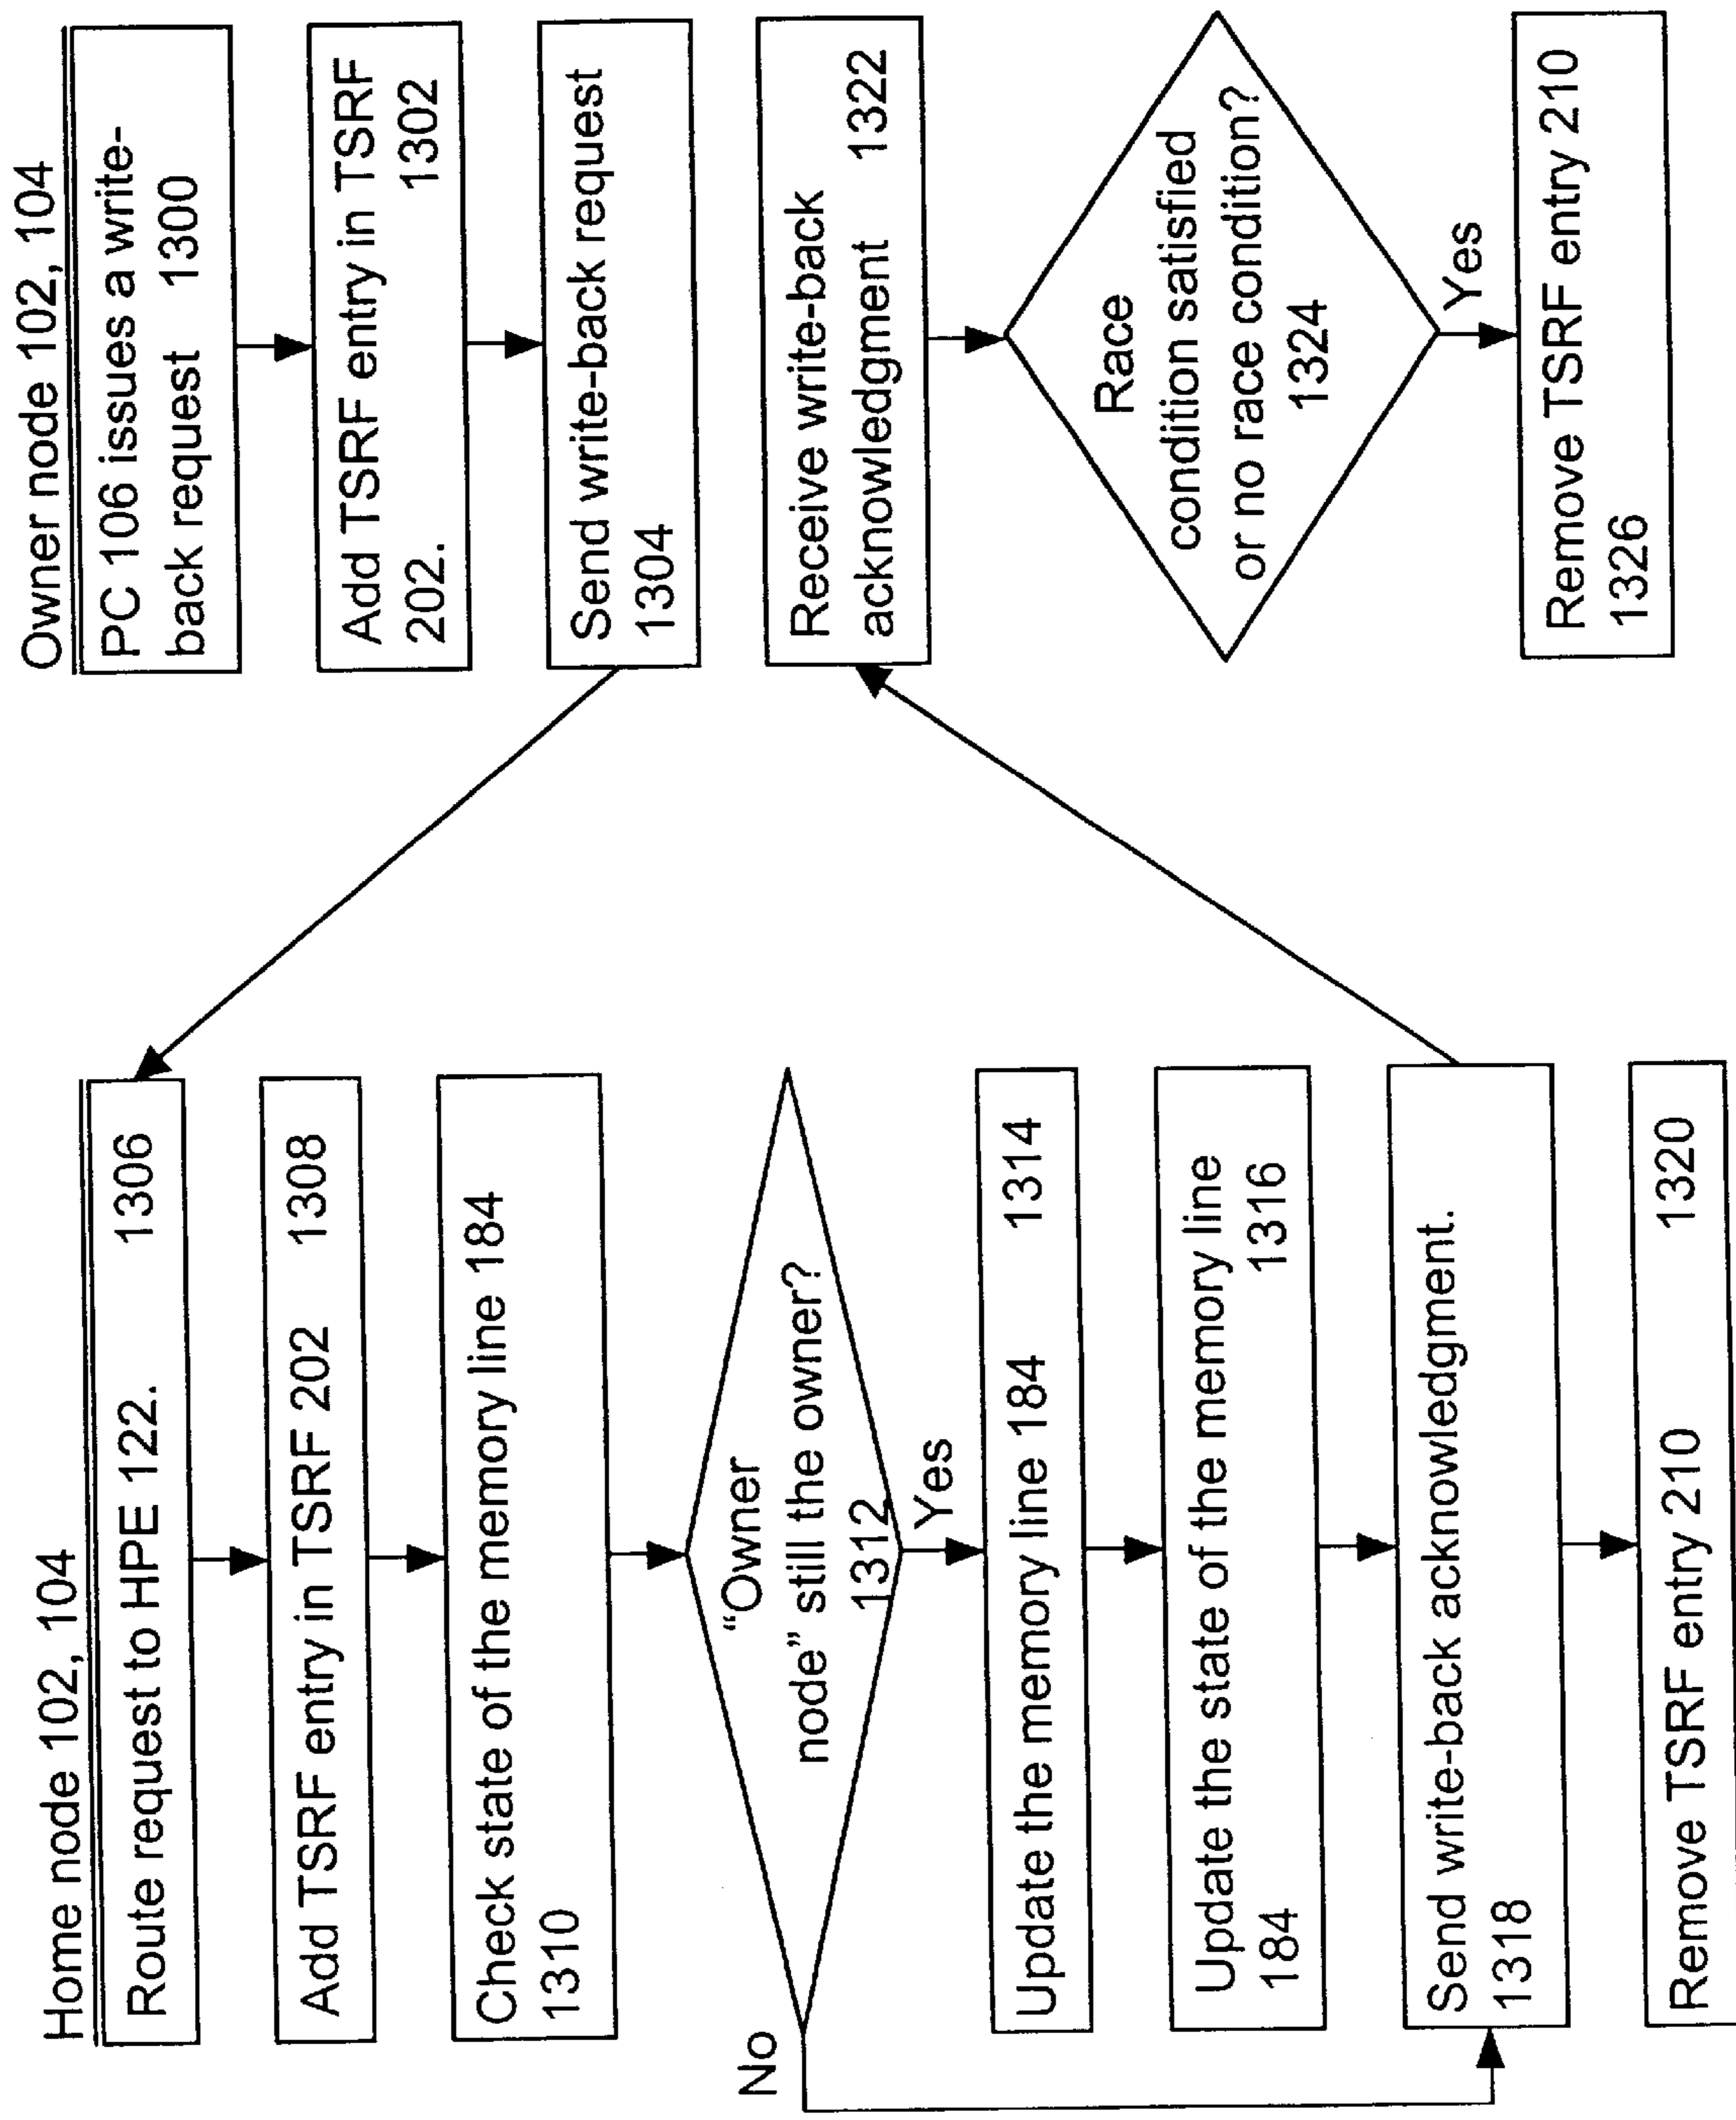 Home node 102, 104
Route request to HPE 122. 1306
Add TSRF entry in TSRF 202 1308
Check state of the memory line 184
1310
“Owner
node” still the owner?
1312
No
Yes
Update the memory line 184 1314
Update the state of the memory line
184 1316
Send write-back acknowledgment.
1318
Remove TSRF entry 210 1320
Owner node 102, 104
PC 106 issues a write-
back request 1300
Add TSRF entry in TSRF
202. 1302
Send write-back request
1304
Receive write-back
acknowledgment 1322
Race
condition satisfied
or no race condition?
1324
Yes
Remove TSRF entry 210
1326